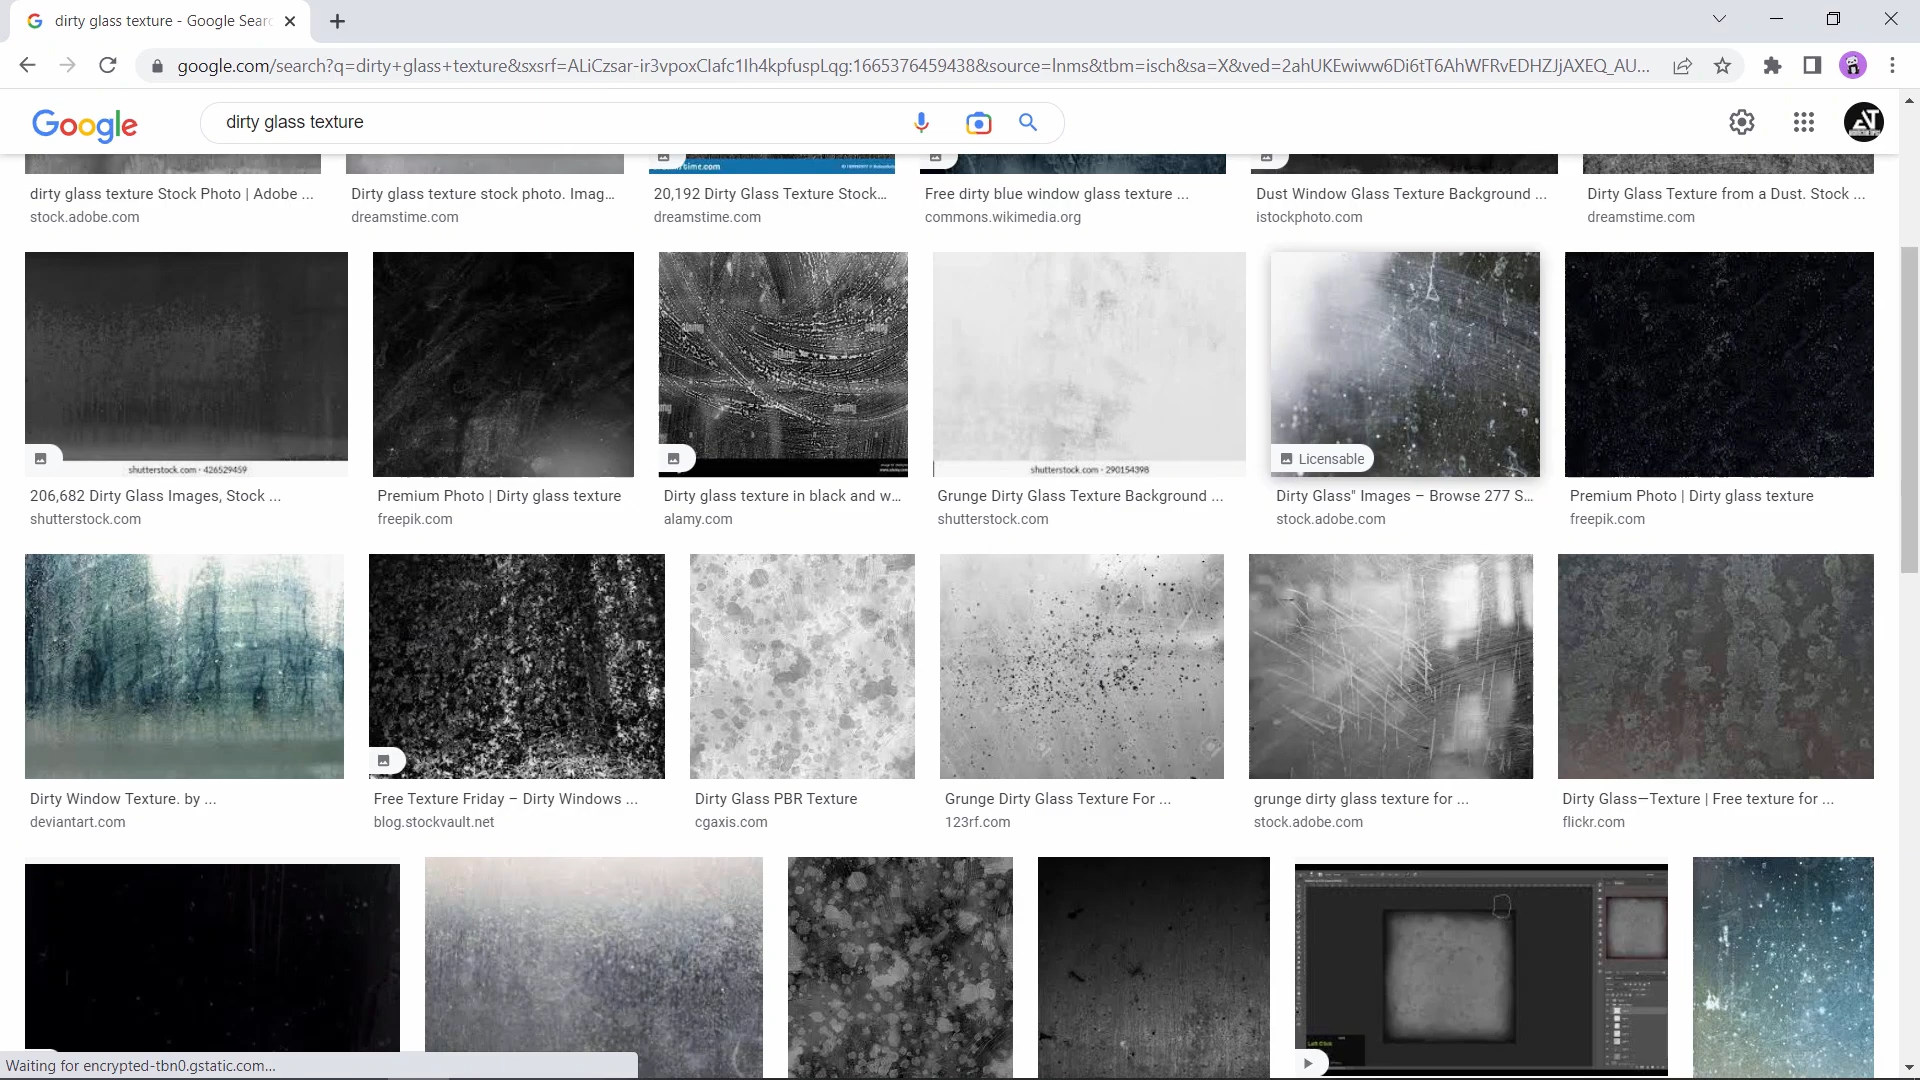 dirty glass texture - Google Searc
google.com/search?q=dirty+glass+texture&sxsrf=ALiCzsar-ir3vpoxClafc1Ih4kpfuspLqg:1665376459438&source=lnms&tbm=isch&sa=X&ved=2ahUKEwiww6Di6tT6AhWFRvEDHZJjAXEQ_AU...
Google
dirty glass texture
dirty glass texture Stock Photo | Adobe ...
stock.adobe.com
Dirty glass texture stock photo. Imag...
dreamstime.com
20,192 Dirty Glass Texture Stock...
dreamstime.com
Free dirty blue window glass texture ...
commons.wikimedia.org
Dust Window Glass Texture Background ...
istockphoto.com
Dirty Glass Texture from a Dust. Stock ...
dreamstime.com
shutterstock.com · 426529459
206,682 Dirty Glass Images, Stock ...
shutterstock.com
Premium Photo | Dirty glass texture
freepik.com
alamy
Dirty glass texture in black and w...
alamy.com
shutterstock.com · 290154398
Grunge Dirty Glass Texture Background ...
shutterstock.com
Licensable
Dirty Glass" Images – Browse 277 S...
stock.adobe.com
Premium Photo | Dirty glass texture
freepik.com
Dirty Window Texture. by ...
deviantart.com
Free Texture Friday – Dirty Windows ...
blog.stockvault.net
Dirty Glass PBR Texture
cgaxis.com
Grunge Dirty Glass Texture For ...
123rf.com
grunge dirty glass texture for ...
stock.adobe.com
Dirty Glass—Texture | Free texture for ...
flickr.com
Left Click
Waiting for encrypted-tbn0.gstatic.com...